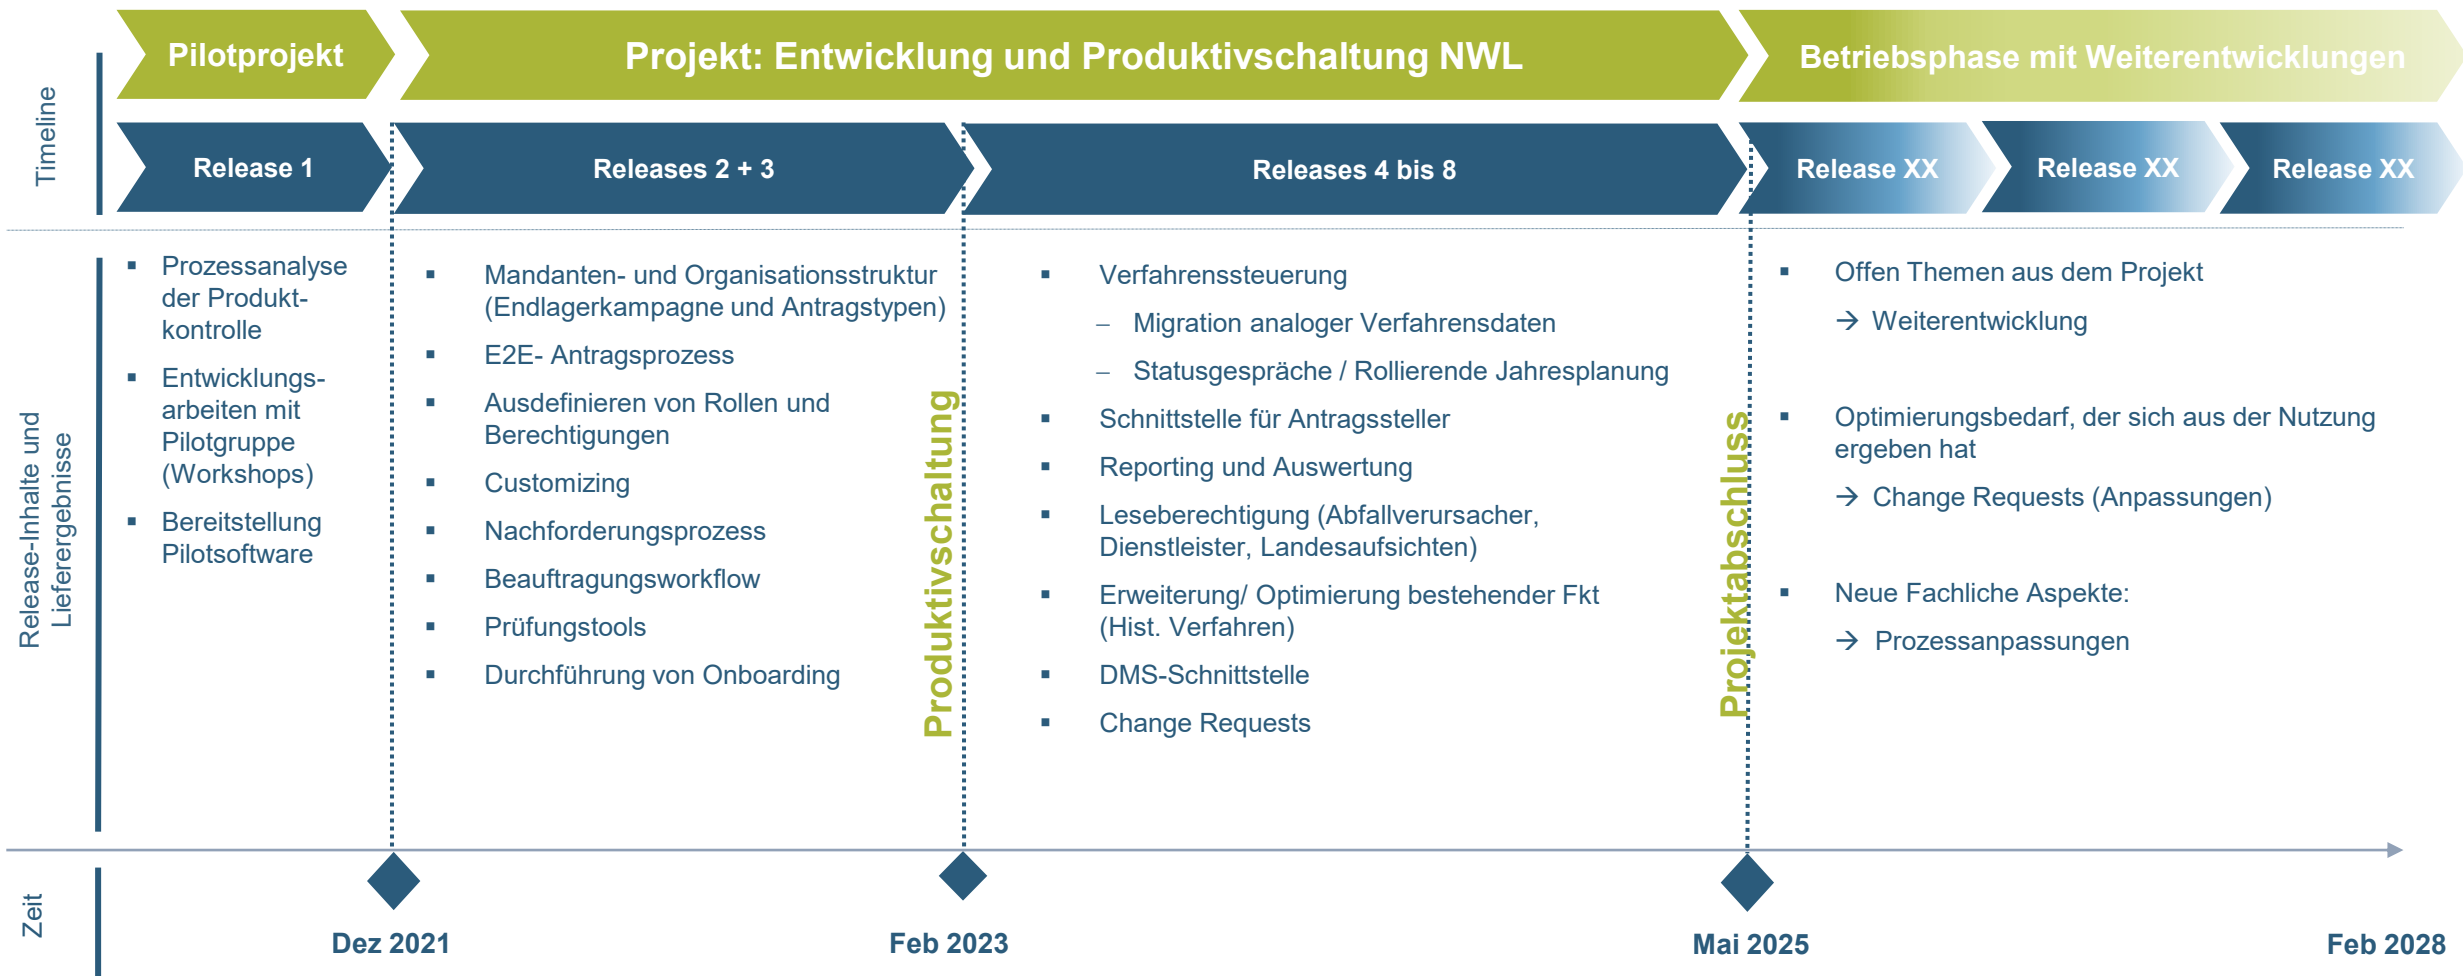 Pilotprojekt
Projekt: Entwicklung und Produktivschaltung NWL
Betriebsphase mit Weiterentwicklungen
Timeline
Release 1
Releases 2 + 3
Releases 4 bis 8
Release XX
Release XX
Release XX
Release-Inhalte und
Lieferergebnisse
▪ Prozessanalyse
der Produkt-
kontrolle
▪ Entwicklungs-
arbeiten mit
Pilotgruppe
(Workshops)
▪ Bereitstellung
Pilotsoftware
▪ Mandanten- und Organisationsstruktur
(Endlagerkampagne und Antragstypen)
▪ E2E- Antragsprozess
▪ Ausdefinieren von Rollen und
Berechtigungen
▪ Customizing
▪ Nachforderungsprozess
▪ Beauftragungsworkflow
▪ Prüfungstools
▪ Durchführung von Onboarding
Produktivschaltung
▪ Verfahrenssteuerung
– Migration analoger Verfahrensdaten
– Statusgespräche / Rollierende Jahresplanung
▪ Schnittstelle für Antragssteller
▪ Reporting und Auswertung
▪ Leseberechtigung (Abfallverursacher,
Dienstleister, Landesaufsichten)
▪ Erweiterung/ Optimierung bestehender Fkt
(Hist. Verfahren)
▪ DMS-Schnittstelle
▪ Change Requests
Projektabschluss
▪ Offen Themen aus dem Projekt
→ Weiterentwicklung
▪ Optimierungsbedarf, der sich aus der Nutzung
ergeben hat
→ Change Requests (Anpassungen)
▪ Neue Fachliche Aspekte:
→ Prozessanpassungen
Zeit
Dez 2021
Feb 2023
Mai 2025
Feb 2028